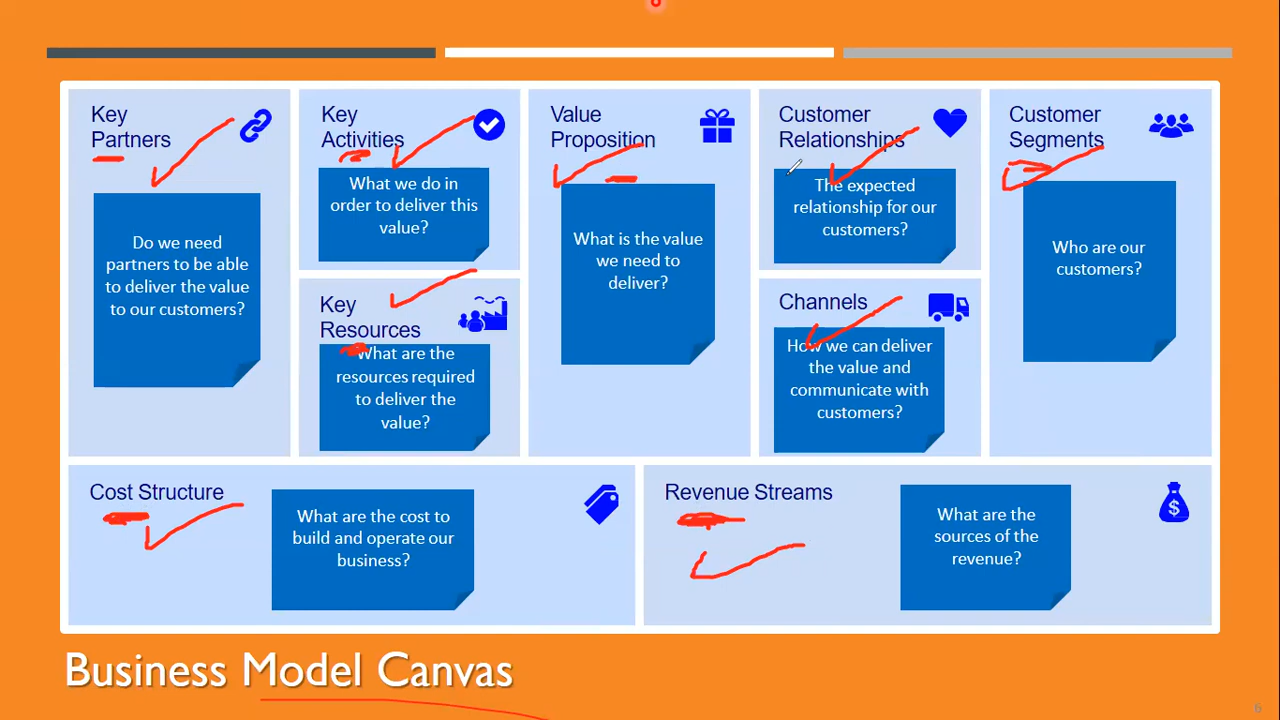 Key
Partners
Do we need
partners to be able
to deliver the value
to our customers?
Key
Activities
What we do in
order to deliver this
value?
Key
Resources
What are the
resources required
to deliver the
value?
Value
Proposition
What is the value
we need to
deliver?
Customer
Relationships
The expected
relationship for our
customers?
Channels
How we can deliver
the value and
communicate with
customers?
Customer
Segments
Who are our
customers?
Cost Structure
What are the cost to
build and operate our
business?
Revenue Streams
What are the
sources of the
revenue?
$
Business Model Canvas
6